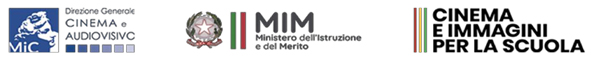 Direzione Generale
CINEMA e
AUDIOVISIVO
MiC
MIM
Ministero dell'Istruzione
e del Merito
CINEMA
E IMMAGINI
PER LA SCUOLA